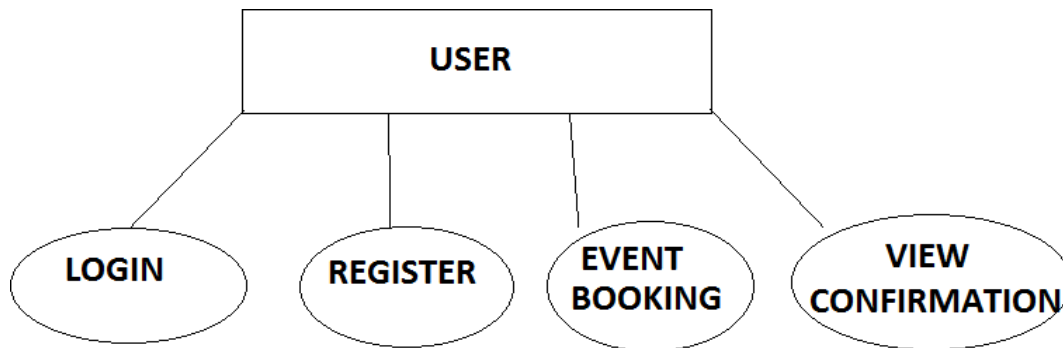 USER
LOGIN
REGISTER
EVENT
BOOKING
VIEW
CONFIRMATION